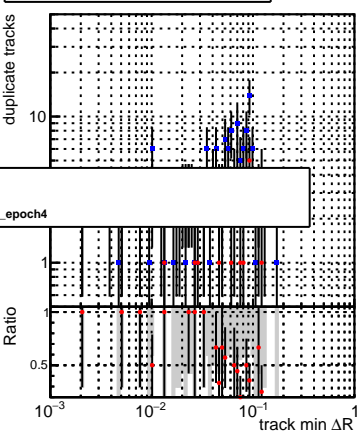 duplicate tracks
10
_epoch4
1
Ratio
1
0.5
10⁻³ 10⁻² 10⁻¹ 1
track min ΔR